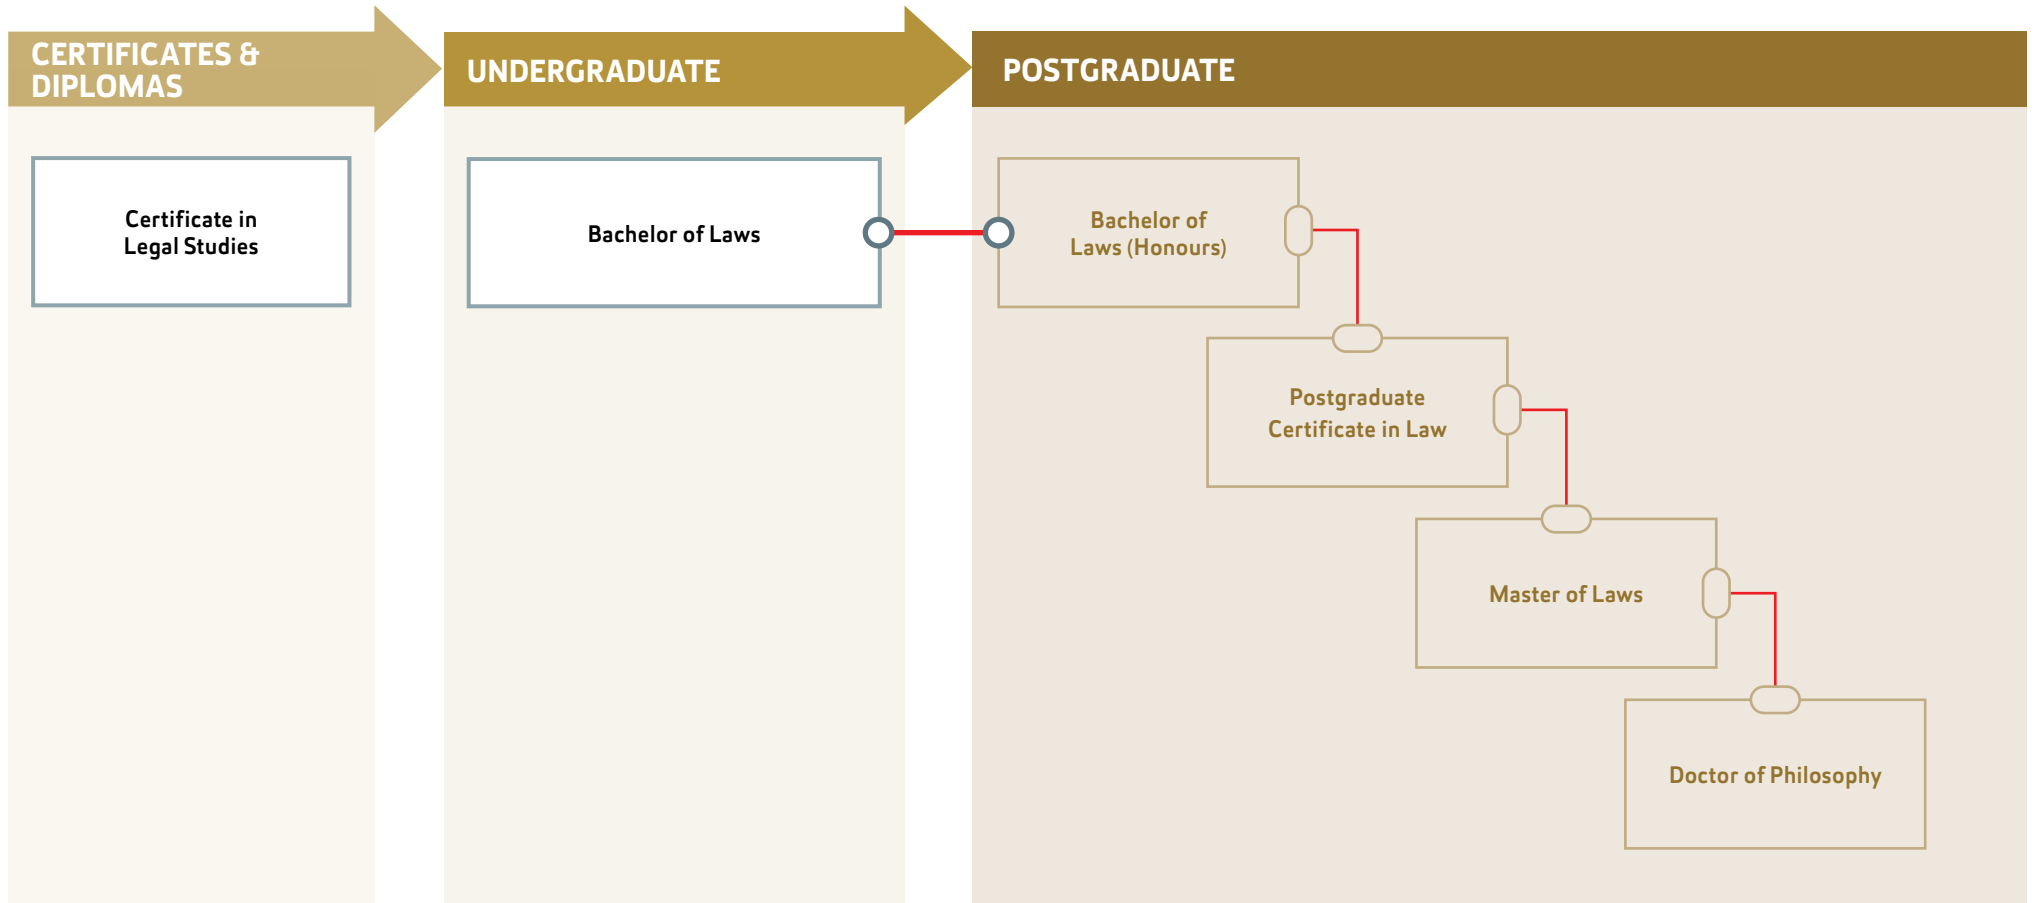 CERTIFICATES &
DIPLOMAS
UNDERGRADUATE
POSTGRADUATE
Certificate in
Legal Studies
Bachelor of Laws
Bachelor of
Laws (Honours)
Postgraduate
Certificate in Law
Master of Laws
Doctor of Philosophy